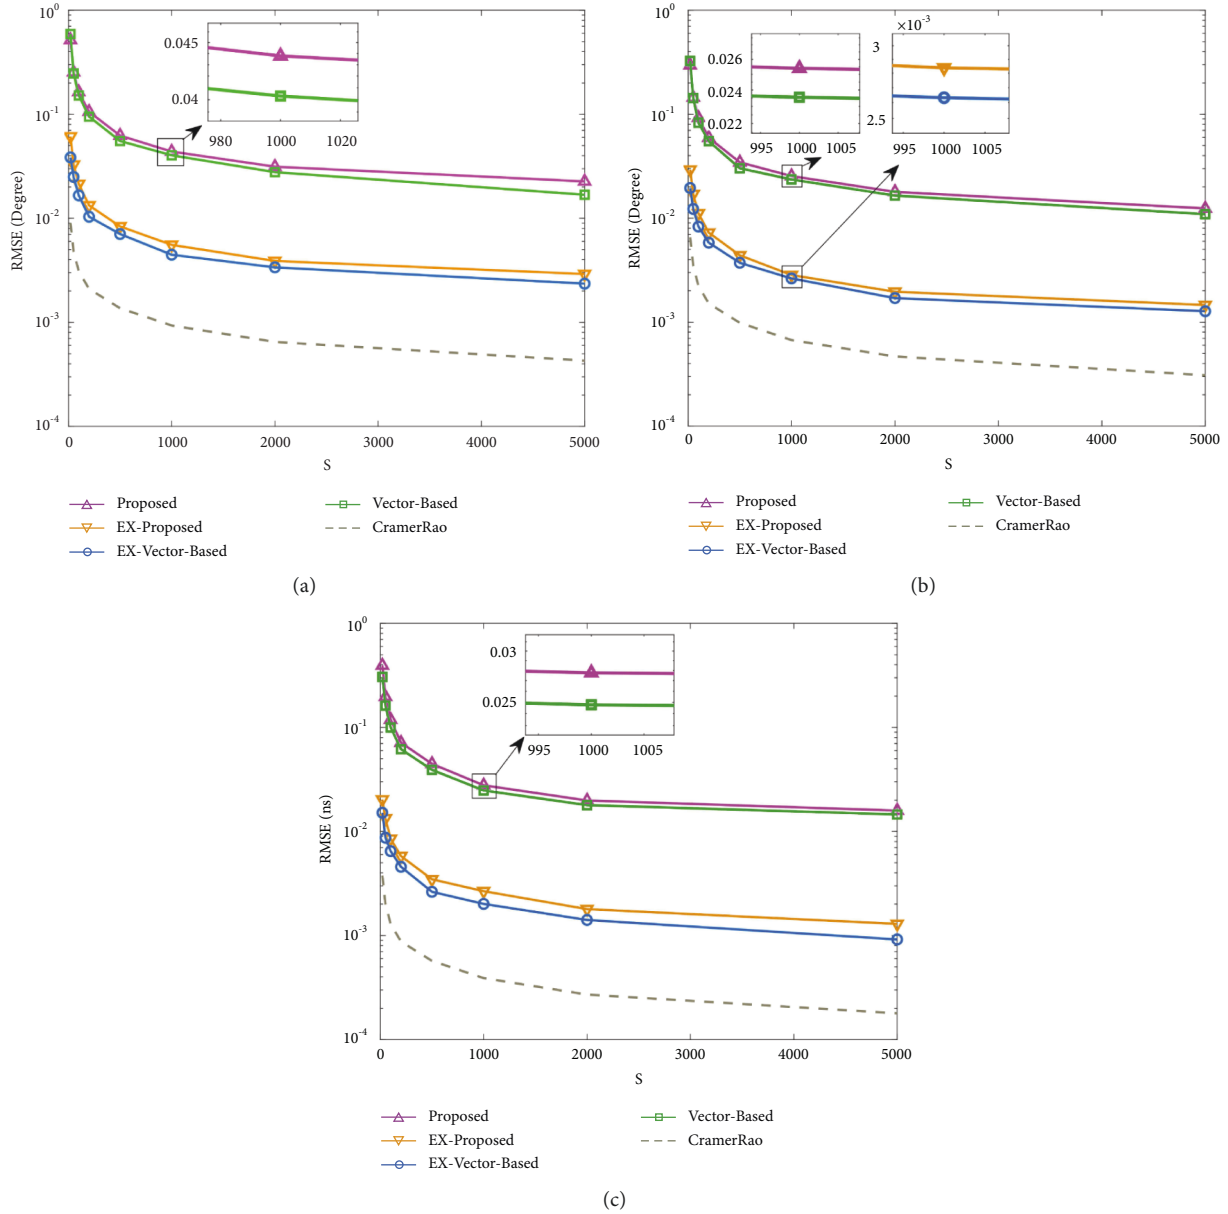 10^0
10^-1
10^-2
10^-3
10^-4
RMSE (Degree)
0 1000 2000 3000 4000 5000
S
0.045
0.04
980 1000 1020
Proposed
EX-Proposed
EX-Vector-Based
Vector-Based
CramerRao
(a)
10^0
10^-1
10^-2
10^-3
10^-4
RMSE (Degree)
0 1000 2000 3000 4000 5000
S
0.026
0.024
0.022
995 1000 1005
×10^-3
3
2.5
995 1000 1005
Proposed
EX-Proposed
EX-Vector-Based
Vector-Based
CramerRao
(b)
10^0
10^-1
10^-2
10^-3
10^-4
RMSE (ns)
0 1000 2000 3000 4000 5000
S
0.03
0.025
995 1000 1005
Proposed
EX-Proposed
EX-Vector-Based
Vector-Based
CramerRao
(c)